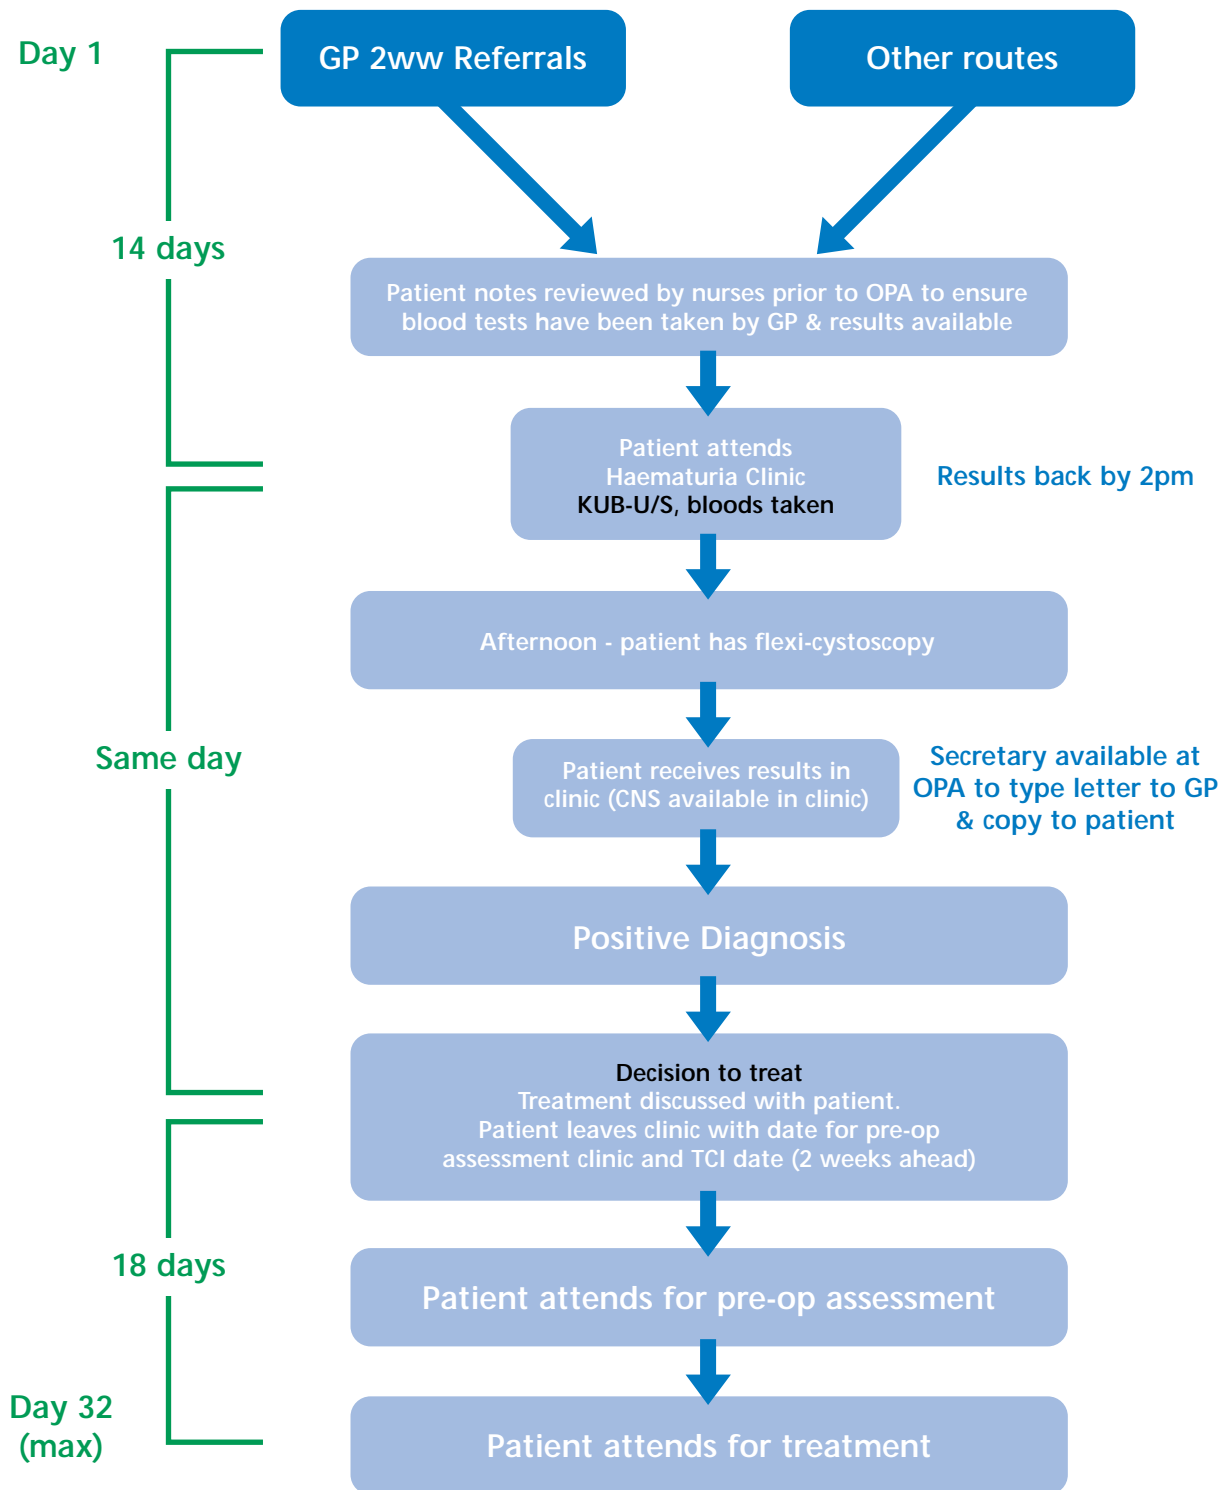 Day 1
GP 2ww Referrals
Other routes
14 days
Patient notes reviewed by nurses prior to OPA to ensure
blood tests have been taken by GP & results available
Patient attends
Haematuria Clinic
KUB-U/S, bloods taken
Results back by 2pm
Afternoon - patient has flexi-cystoscopy
Same day
Patient receives results in
clinic (CNS available in clinic)
Secretary available at
OPA to type letter to GP
& copy to patient
Positive Diagnosis
Decision to treat
Treatment discussed with patient.
Patient leaves clinic with date for pre-op
assessment clinic and TCI date (2 weeks ahead)
18 days
Patient attends for pre-op assessment
Day 32
(max)
Patient attends for treatment